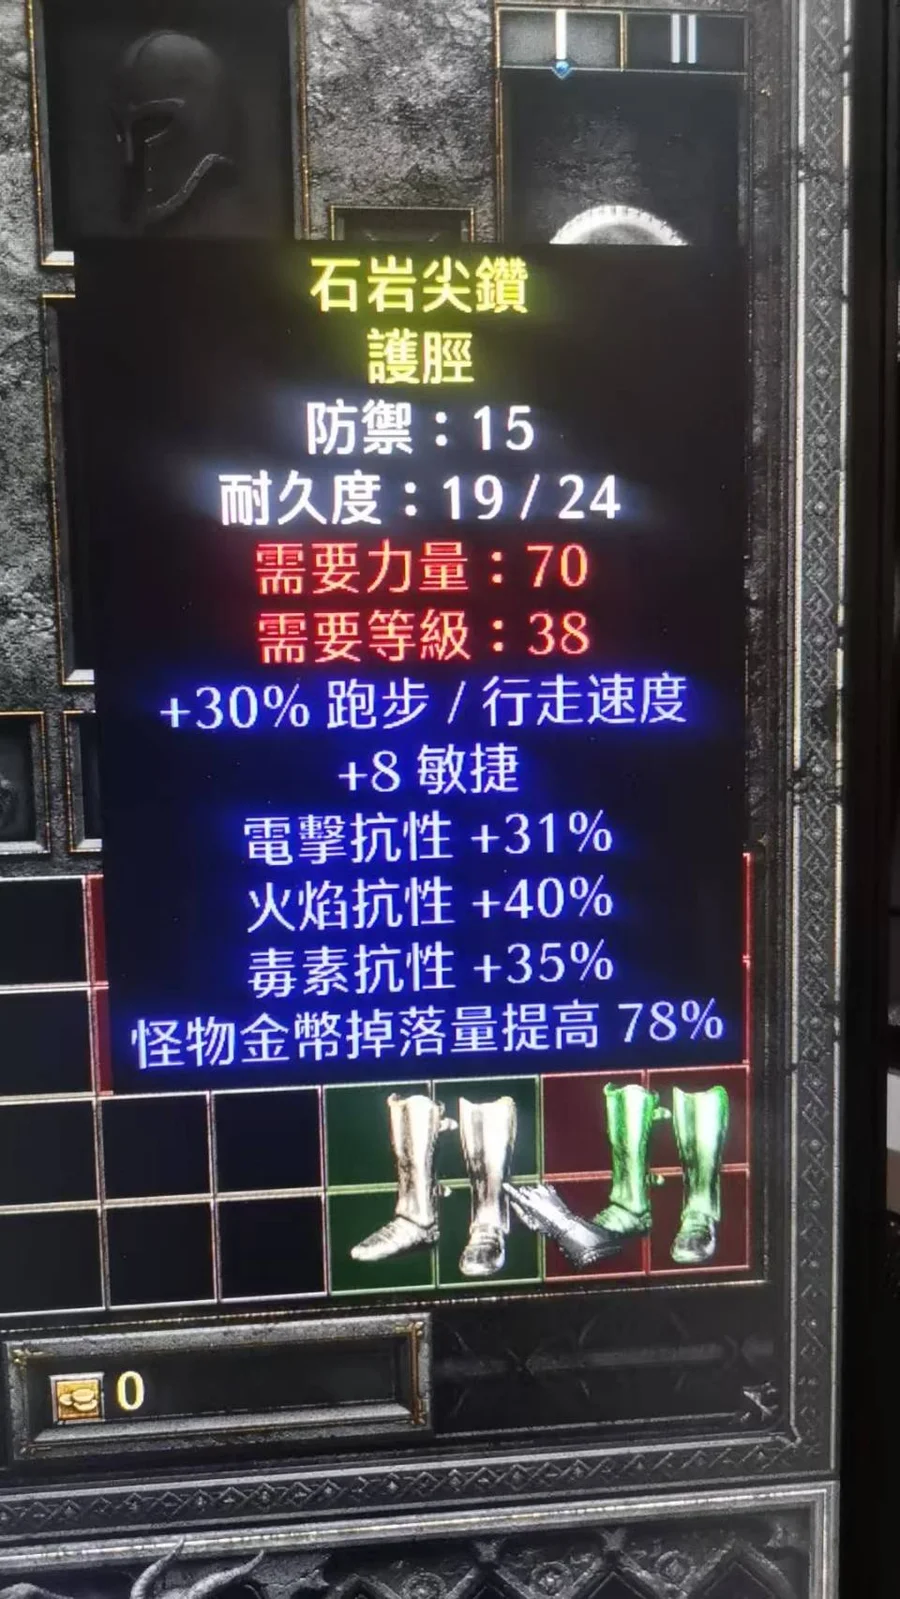 I II
石岩尖鑽
護脛
防禦：15
耐久度：19 / 24
需要力量：70
需要等級：38
+30% 跑步 / 行走速度
+8 敏捷
電擊抗性 +31%
火焰抗性 +40%
毒素抗性 +35%
怪物金幣掉落量提高 78%
0